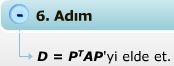 6. Adım
D = PᵀAP'yi elde et.